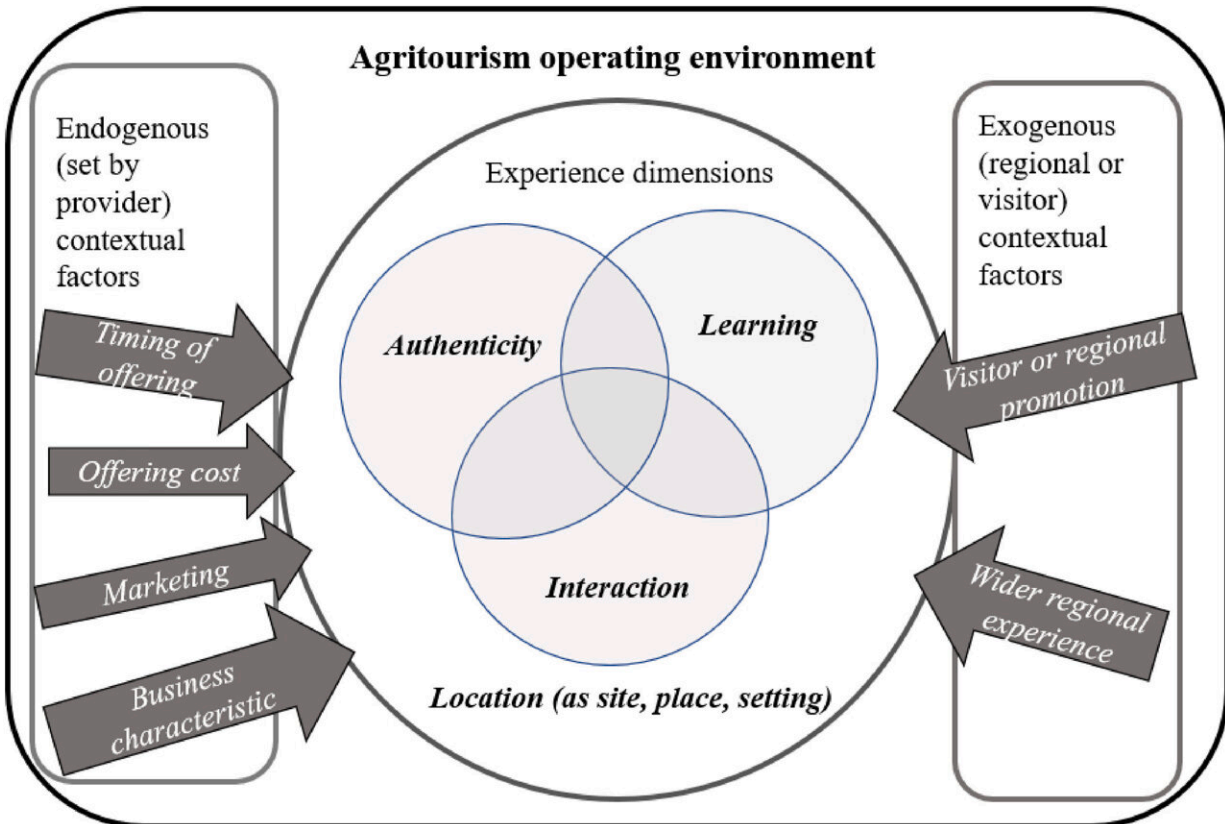 Agritourism operating environment
Endogenous
(set by
provider)
contextual
factors
Timing of
offering
Offering cost
Marketing
Business
characteristic
Experience dimensions
Authenticity
Learning
Interaction
Location (as site, place, setting)
Exogenous
(regional or
visitor)
contextual
factors
Visitor or regional
promotion
Wider regional
experience